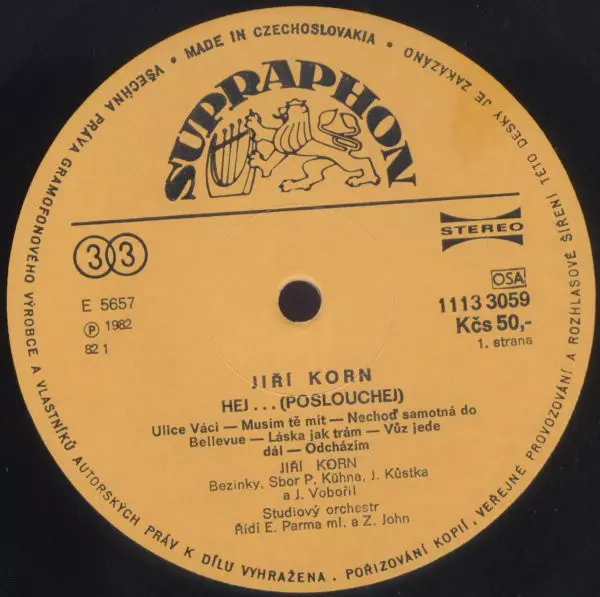 • MADE IN CZECHOSLOVAKIA •
VŠECHNA PRÁVA GRAMOFONOVÉHO VÝROBCE A VLASTNÍKŮ AUTORSKÝCH PRÁV K DÍLU VYHRAŽENA. POŘIZOVÁNÍ KOPIÍ, VEŘEJNÉ PROVOZOVÁNÍ A ROZHLASOVÉ ŠÍŘENÍ TÉTO DESKY JE ZAKÁZÁNO
SUPRAPHON
33
STEREO
E 5657
Ⓟ 1982
82 1
OSA
1113 3059
Kčs 50,-
1. strana
JIŘÍ KORN
HEJ . . . (POSLOUCHEJ)
Ulice Váci — Musím tě mit — Nechoď samotná do
Bellevue — Láska jak trám — Vůz jede
dál — Odcházím
JIŘÍ KORN
Bezinky, Sbor P. Kühna, J. Kůstka
a J. Vobořil
Studiový orchestr
Řídí E. Parma ml. a Z. John